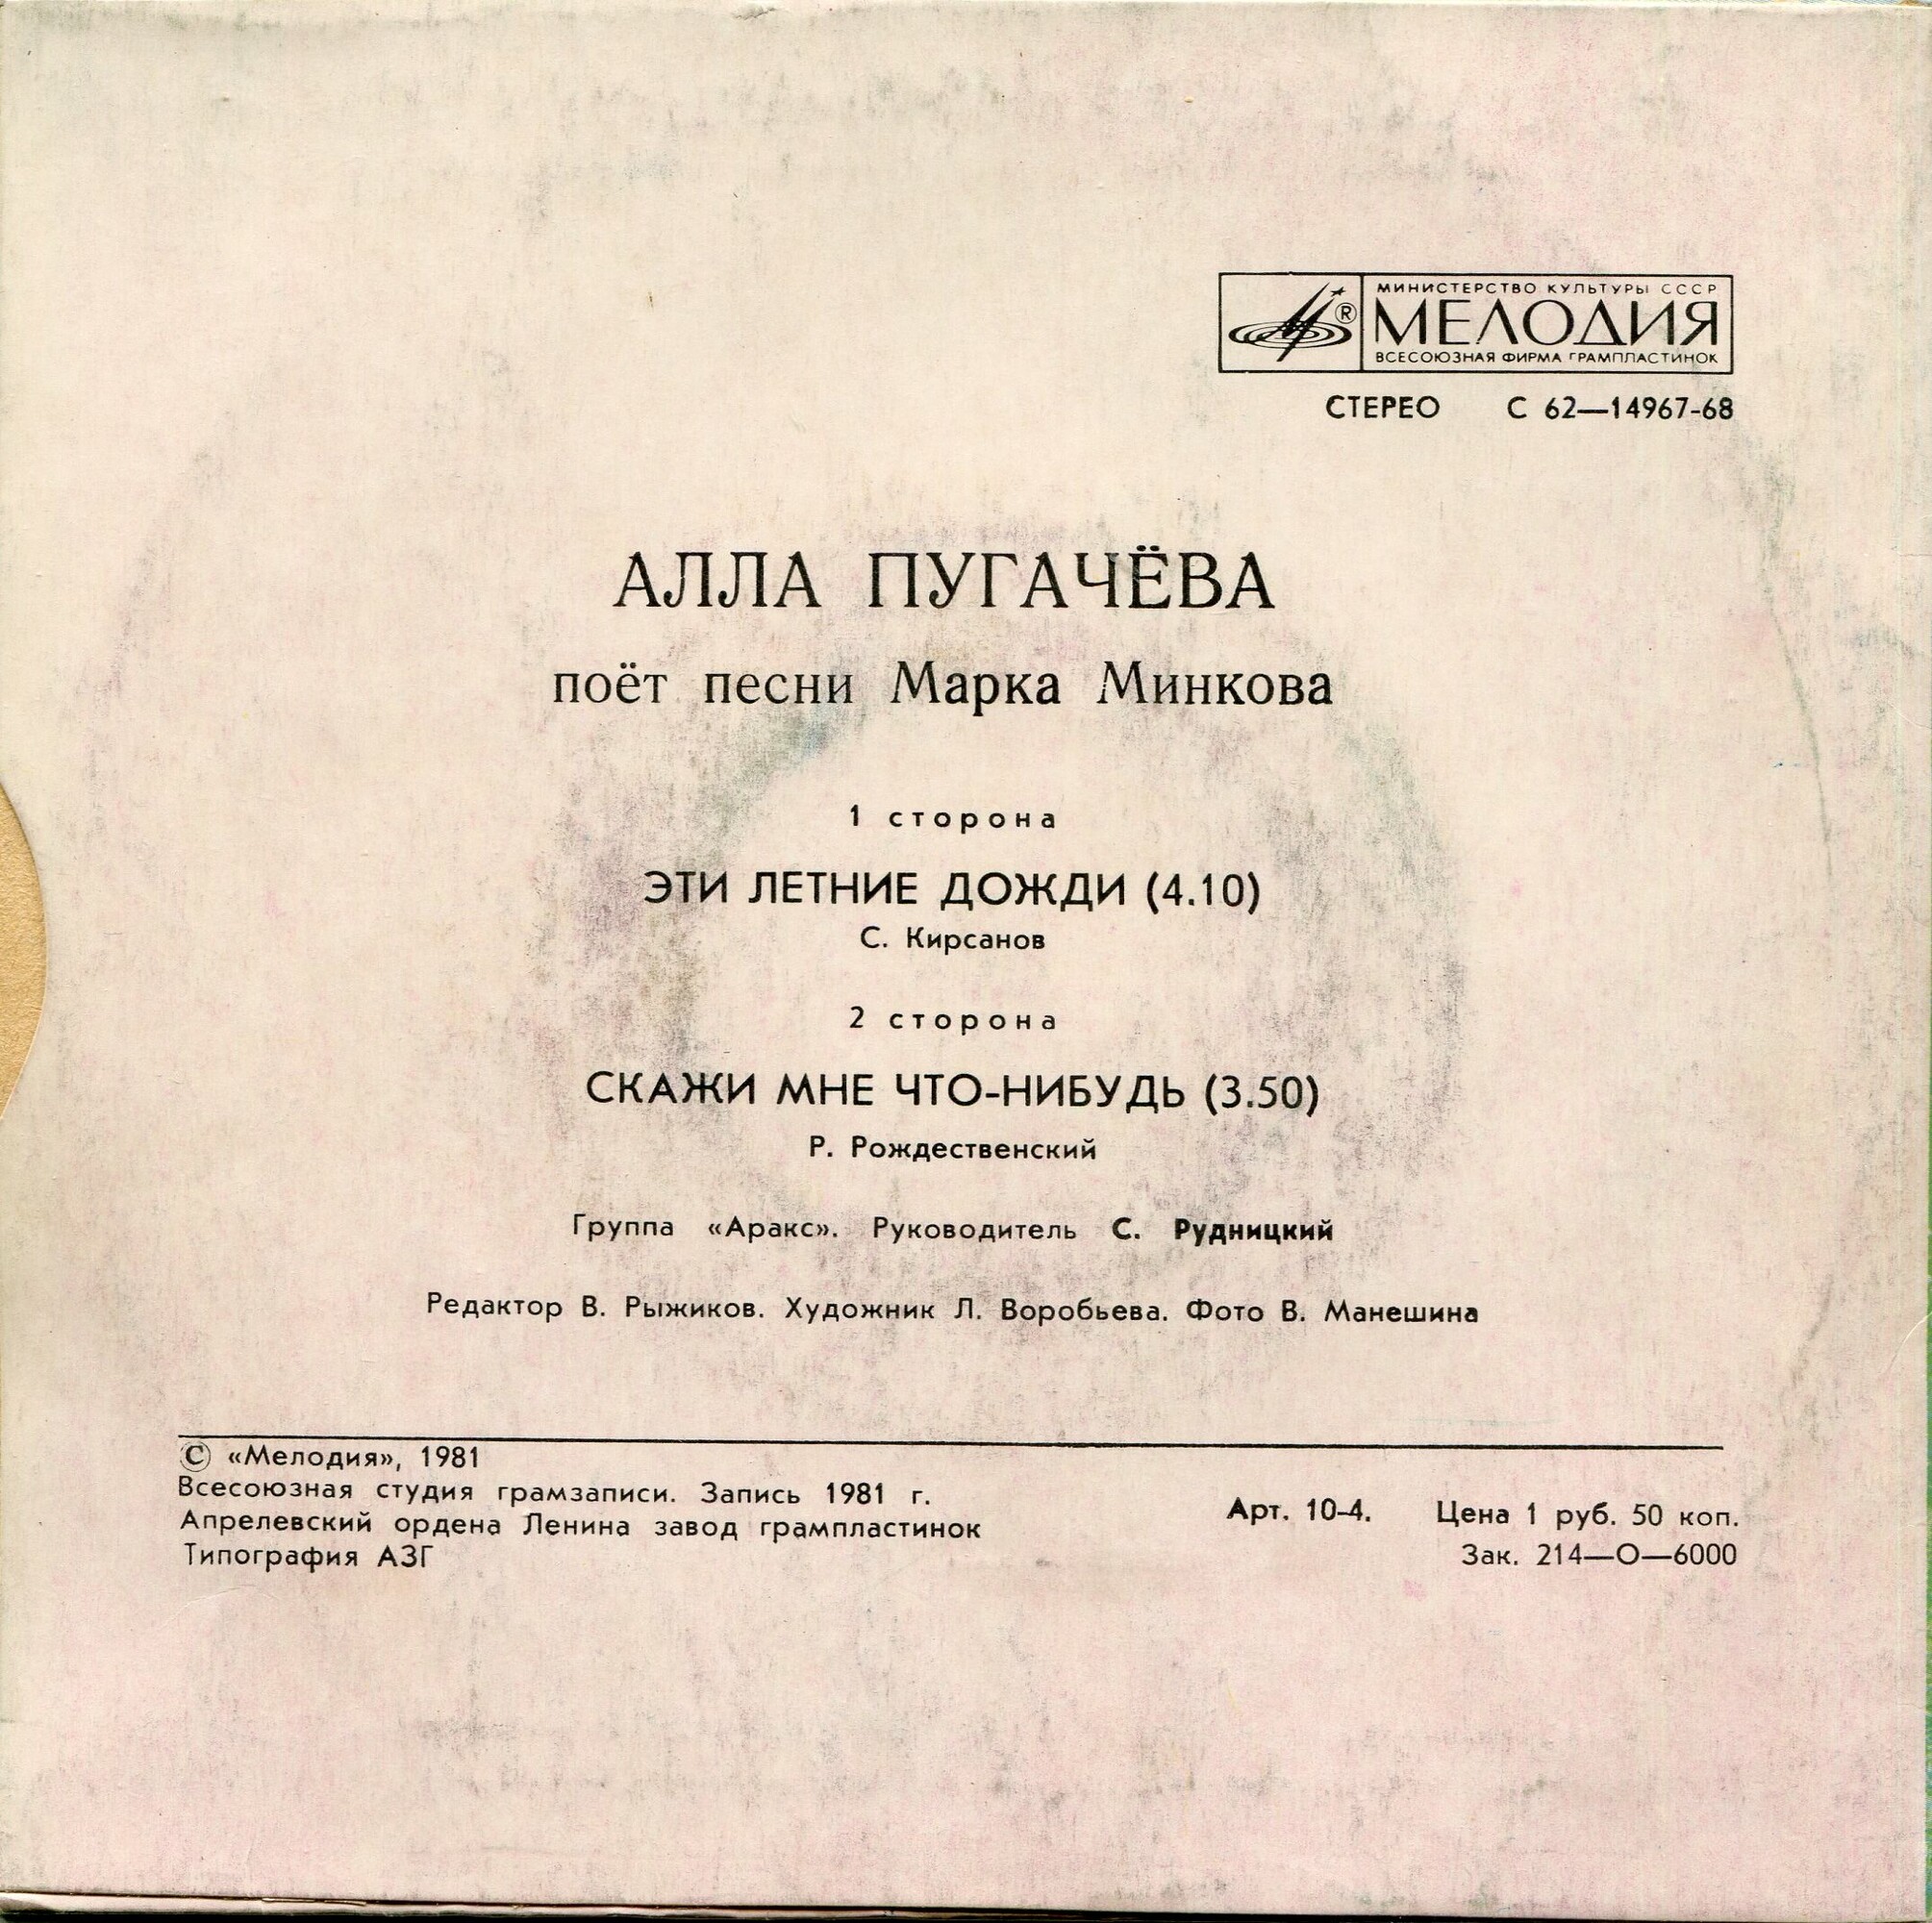 МИНИСТЕРСТВО КУЛЬТУРЫ СССР
МЕЛОДИЯ
ВСЕСОЮЗНАЯ ФИРМА ГРАМПЛАСТИНОК
СТЕРЕО С 62—14967-68
АЛЛА ПУГАЧЁВА
поёт песни Марка Минкова
1 сторона
ЭТИ ЛЕТНИЕ ДОЖДИ (4.10)
С. Кирсанов
2 сторона
СКАЖИ МНЕ ЧТО-НИБУДЬ (3.50)
Р. Рождественский
Группа «Аракс». Руководитель С. Рудницкий
Редактор В. Рыжиков. Художник Л. Воробьева. Фото В. Манешина
© «Мелодия», 1981
Всесоюзная студия грамзаписи. Запись 1981 г.
Апрелевский ордена Ленина завод грампластинок
Типография АЗГ
Арт. 10-4. Цена 1 руб. 50 коп.
Зак. 214—О—6000